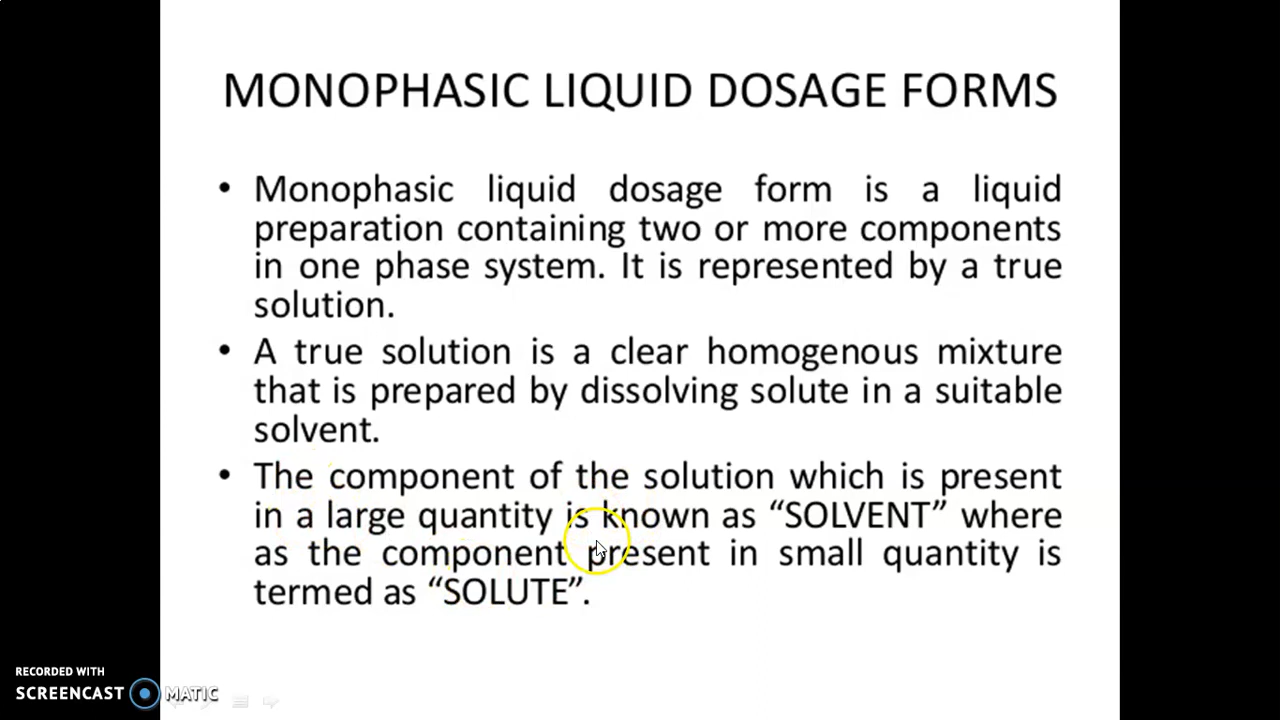 MONOPHASIC LIQUID DOSAGE FORMS
• Monophasic liquid dosage form is a liquid
preparation containing two or more components
in one phase system. It is represented by a true
solution.
• A true solution is a clear homogenous mixture
that is prepared by dissolving solute in a suitable
solvent.
• The component of the solution which is present
in a large quantity is known as “SOLVENT” where
as the component present in small quantity is
termed as “SOLUTE”.
RECORDED WITH
SCREENCAST MATIC